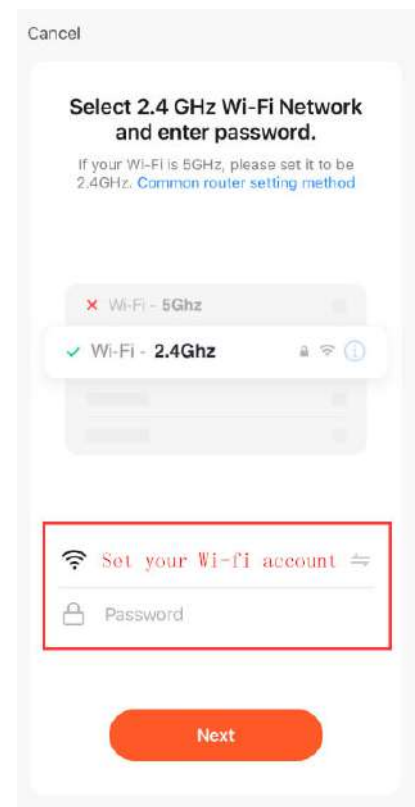 Cancel
Select 2.4 GHz Wi-Fi Network
and enter password.
If your Wi-Fi is 5GHz, please set it to be
2.4GHz. Common router setting method
Wi-Fi - 5Ghz
Wi-Fi - 2.4Ghz
Set your Wi-fi account
Password
Next